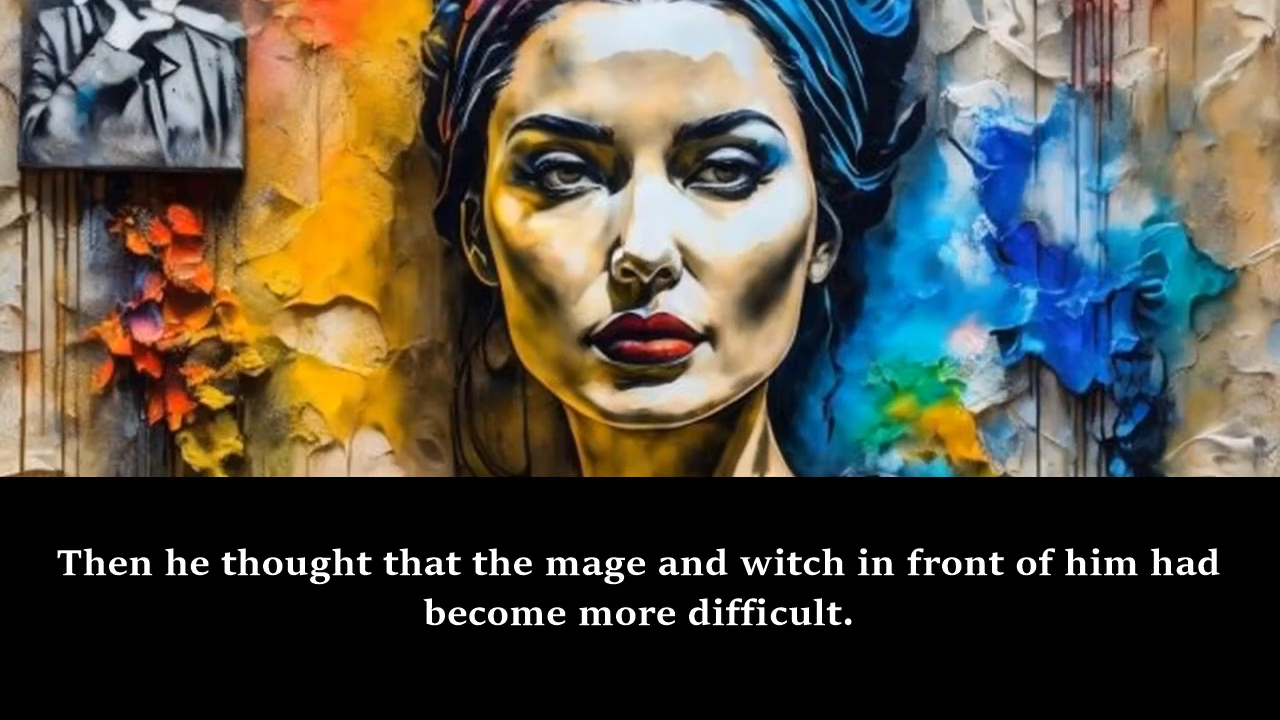 Then he thought that the mage and witch in front of him had
become more difficult.